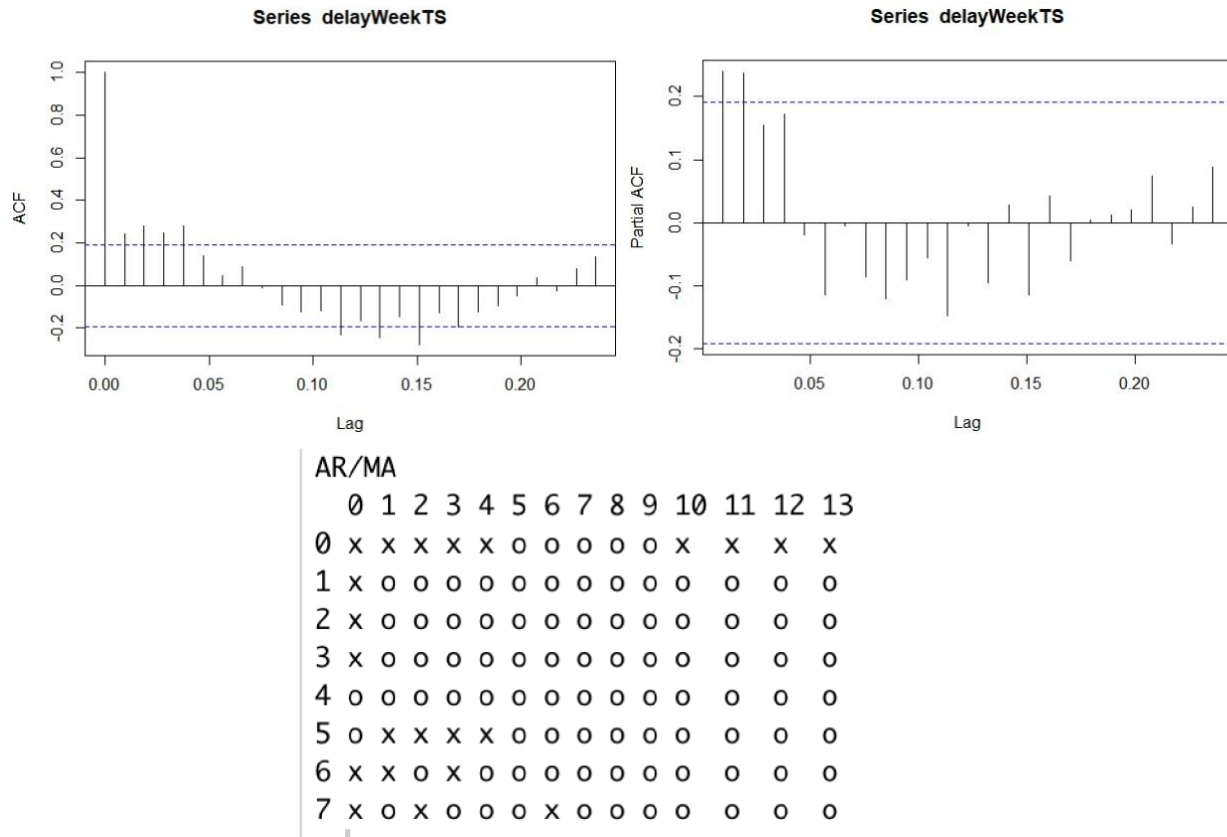 Series delayWeekTS
ACF
1.0
0.8
0.6
0.4
0.2
0.0
-0.2
0.00 0.05 0.10 0.15 0.20
Lag
Series delayWeekTS
Partial ACF
0.2
0.1
0.0
-0.1
-0.2
0.05 0.10 0.15 0.20
Lag
AR/MA
0 1 2 3 4 5 6 7 8 9 10 11 12 13
0 x x x x x o o o o o x x x x
1 x o o o o o o o o o o o o o
2 x o o o o o o o o o o o o o
3 x o o o o o o o o o o o o o
4 o o o o o o o o o o o o o o
5 o x x x x o o o o o o o o o
6 x x o x o o o o o o o o o o
7 x o x o o o x o o o o o o o